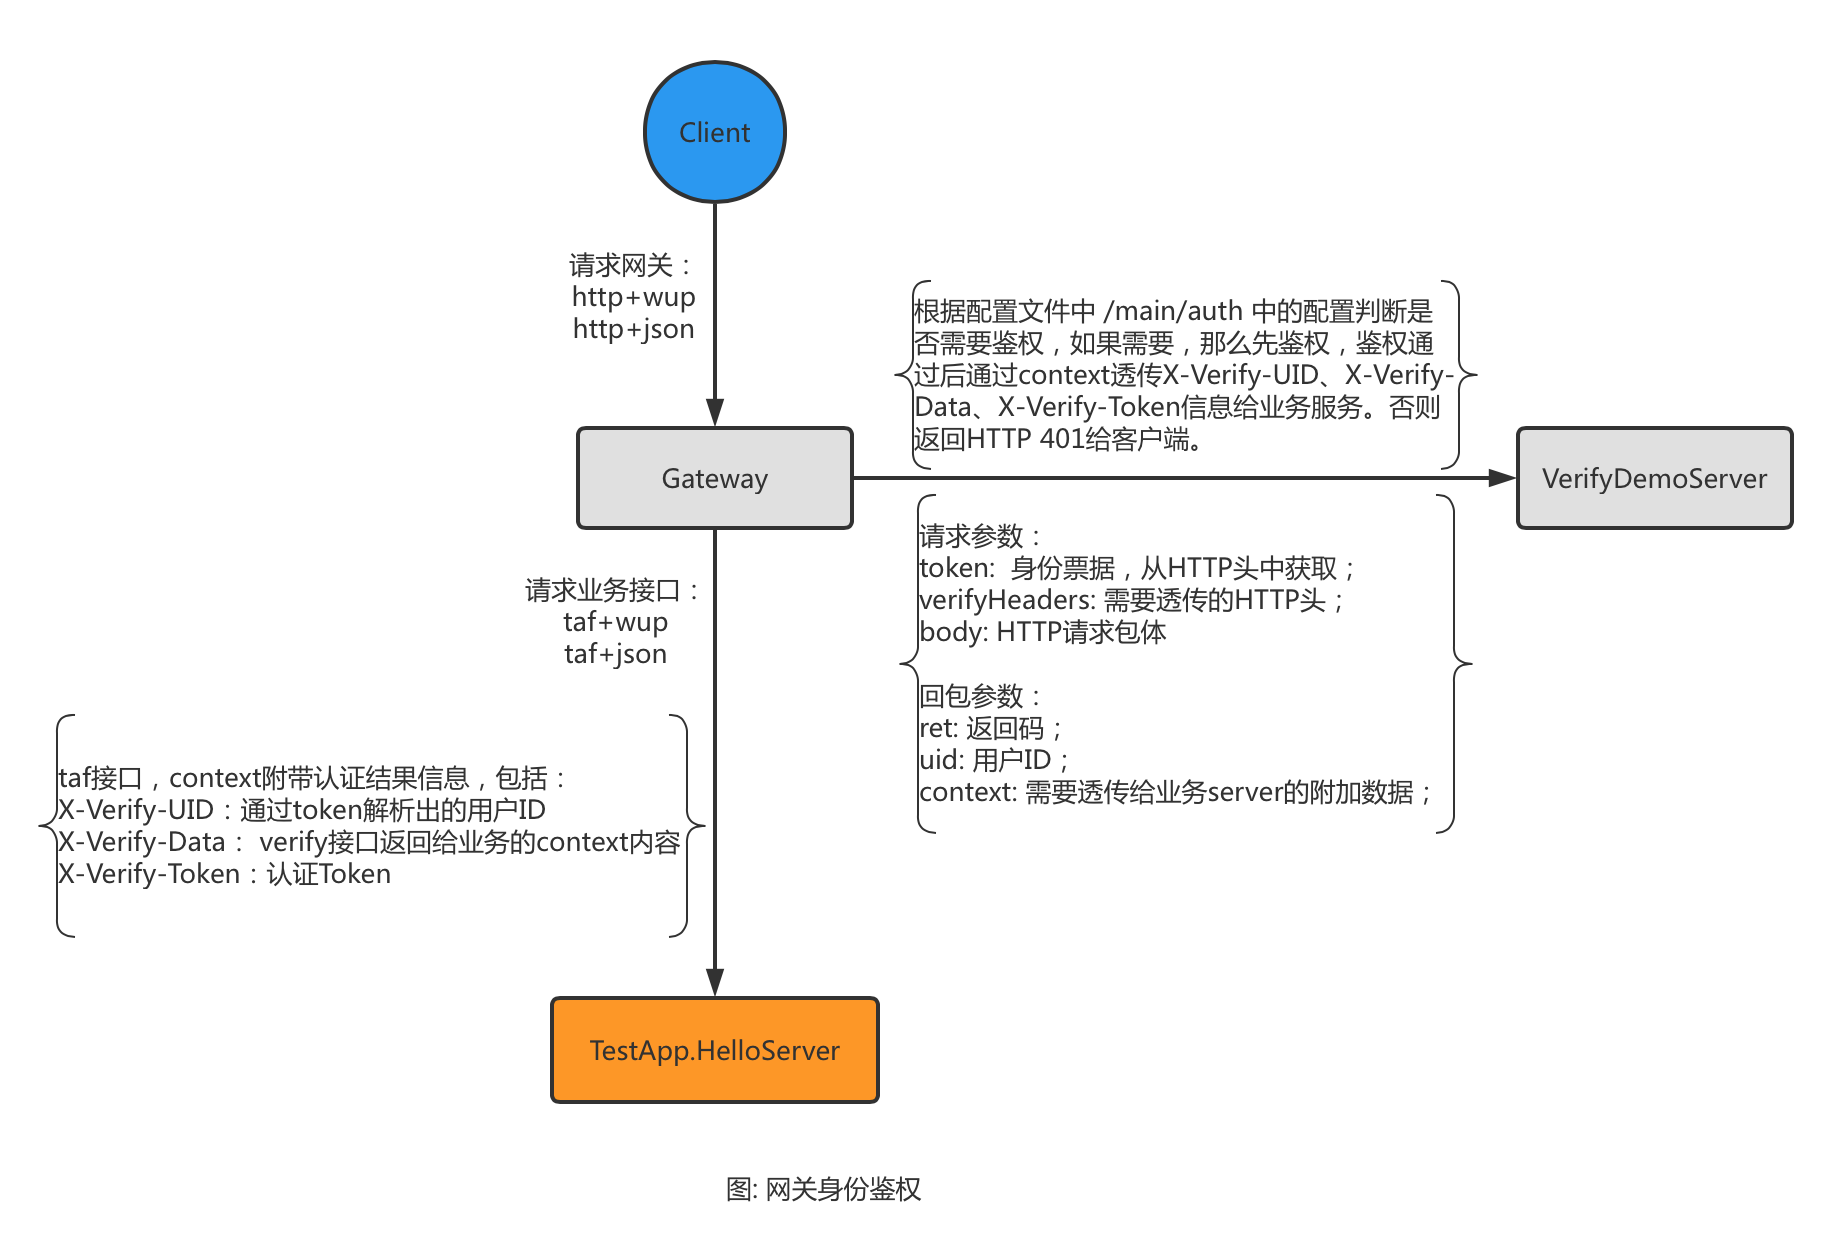 Client
请求网关：
http+wup
http+json
根据配置文件中 /main/auth 中的配置判断是
否需要鉴权，如果需要，那么先鉴权，鉴权通
过后通过context透传X-Verify-UID、X-Verify-
Data、X-Verify-Token信息给业务服务。否则
返回HTTP 401给客户端。
Gateway
VerifyDemoServer
请求参数：
token:  身份票据，从HTTP头中获取；
verifyHeaders: 需要透传的HTTP头；
body: HTTP请求包体
回包参数：
ret: 返回码；
uid: 用户ID；
context: 需要透传给业务server的附加数据；
请求业务接口：
taf+wup
taf+json
taf接口，context附带认证结果信息，包括：
X-Verify-UID：通过token解析出的用户ID
X-Verify-Data： verify接口返回给业务的context内容
X-Verify-Token：认证Token
TestApp.HelloServer
图: 网关身份鉴权